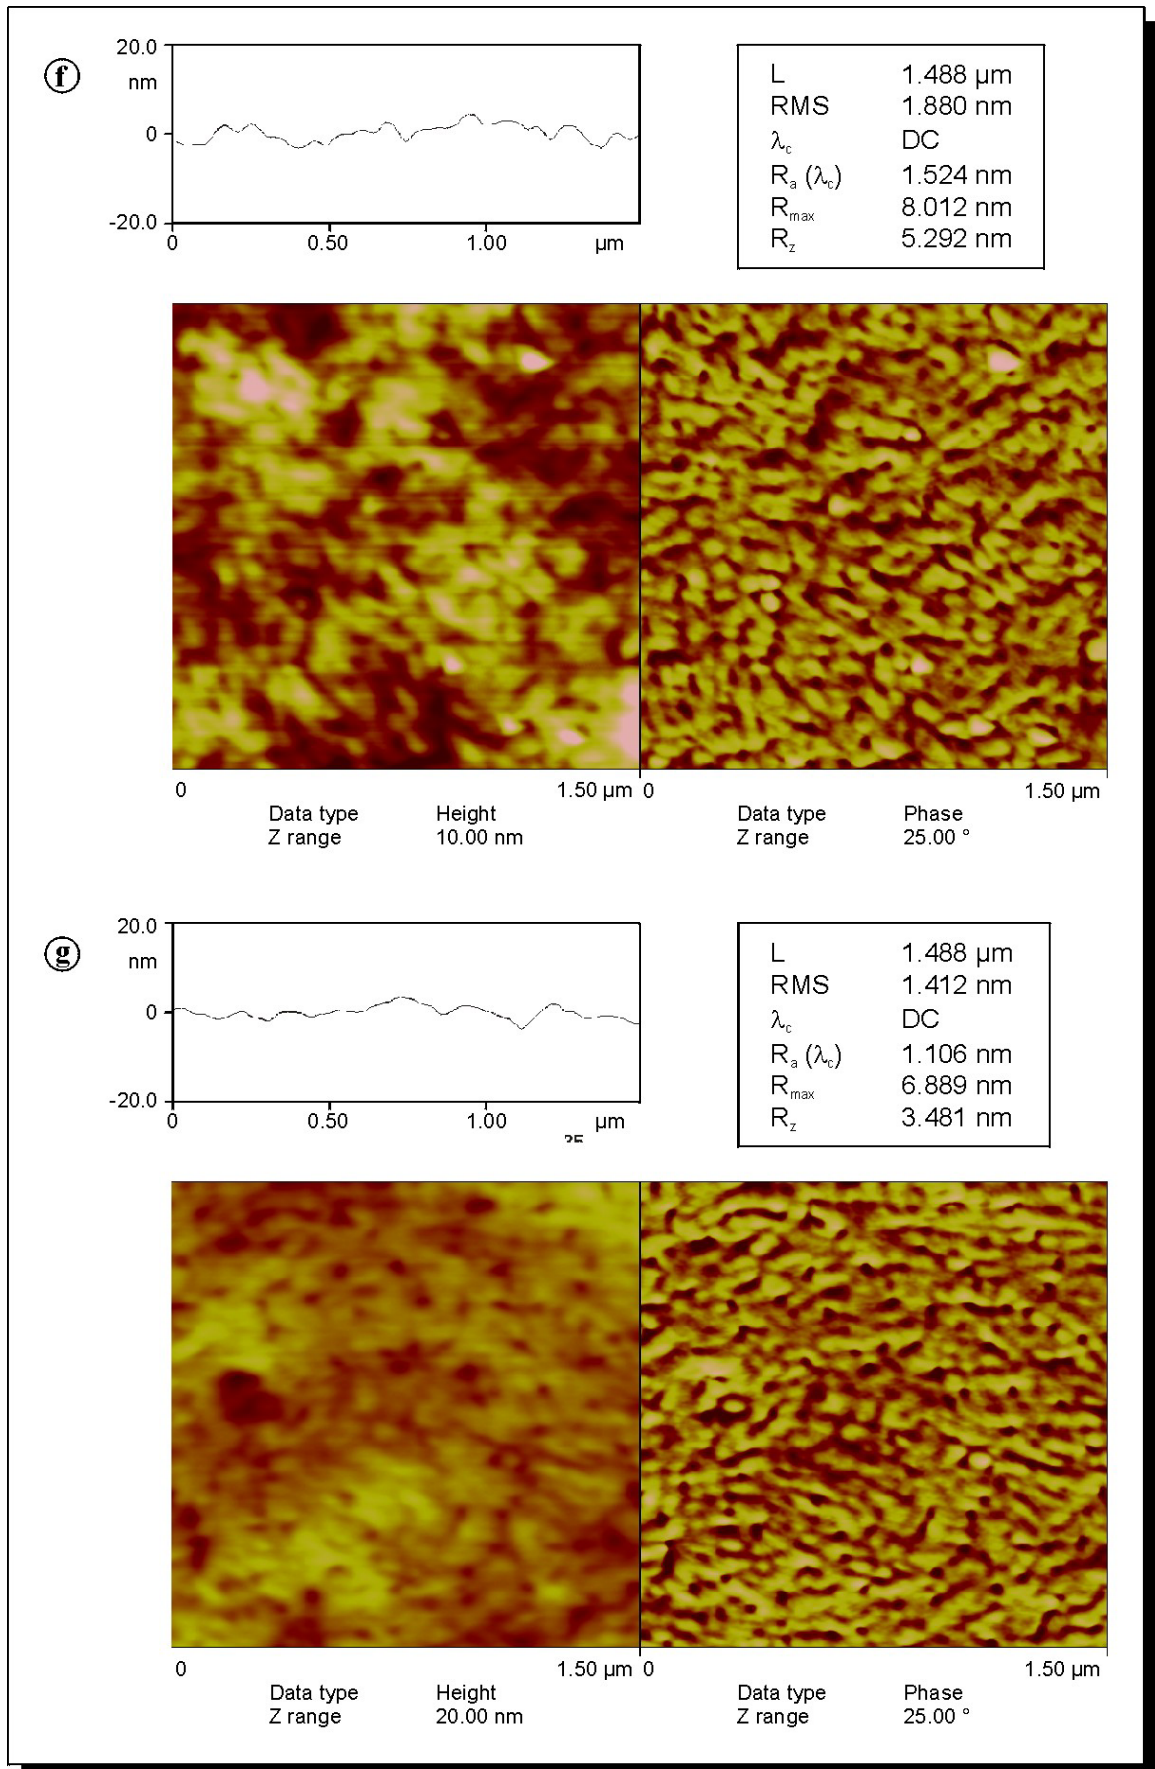 f
20.0
nm
0
-20.0
0 0.50 1.00 µm
L 1.488 µm
RMS 1.880 nm
λc DC
Ra (λc) 1.524 nm
Rmax 8.012 nm
Rz 5.292 nm
0 1.50 µm 0 1.50 µm
Data type Height Data type Phase
Z range 10.00 nm Z range 25.00 °
g
20.0
nm
0
-20.0
0 0.50 1.00 µm
L 1.488 µm
RMS 1.412 nm
λc DC
Ra (λc) 1.106 nm
Rmax 6.889 nm
Rz 3.481 nm
0 1.50 µm 0 1.50 µm
Data type Height Data type Phase
Z range 20.00 nm Z range 25.00 °